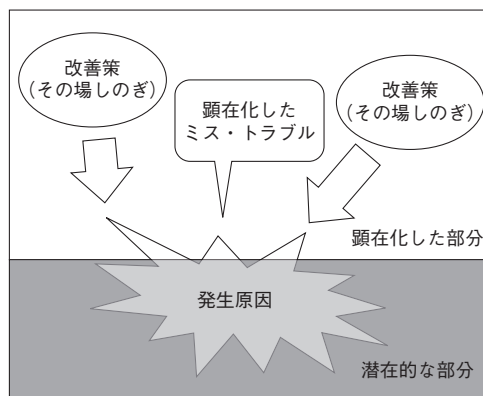 改善策
（その場しのぎ）
顕在化した
ミス・トラブル
改善策
（その場しのぎ）
顕在化した部分
発生原因
潜在的な部分